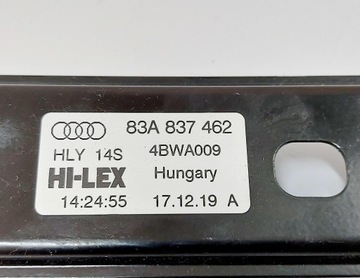 83A 837 462
HLY 14S 4BWA009
HI-LEX Hungary
14:24:55 17.12.19 A